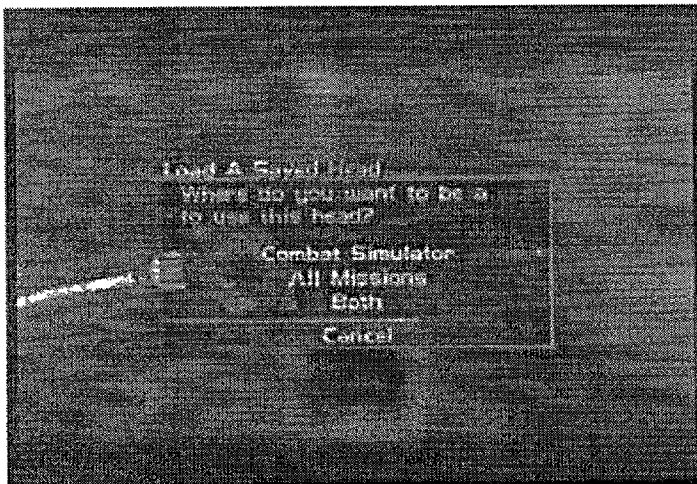 Load A Saved Head
Where do you want to be a
to use this head?
Combat Simulator
All Missions
Both
Cancel